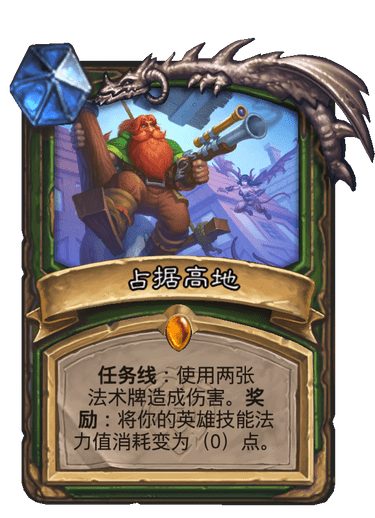 占据高地
任务线：使用两张
法术牌造成伤害。奖
励：将你的英雄技能法
力值消耗变为（0）点。